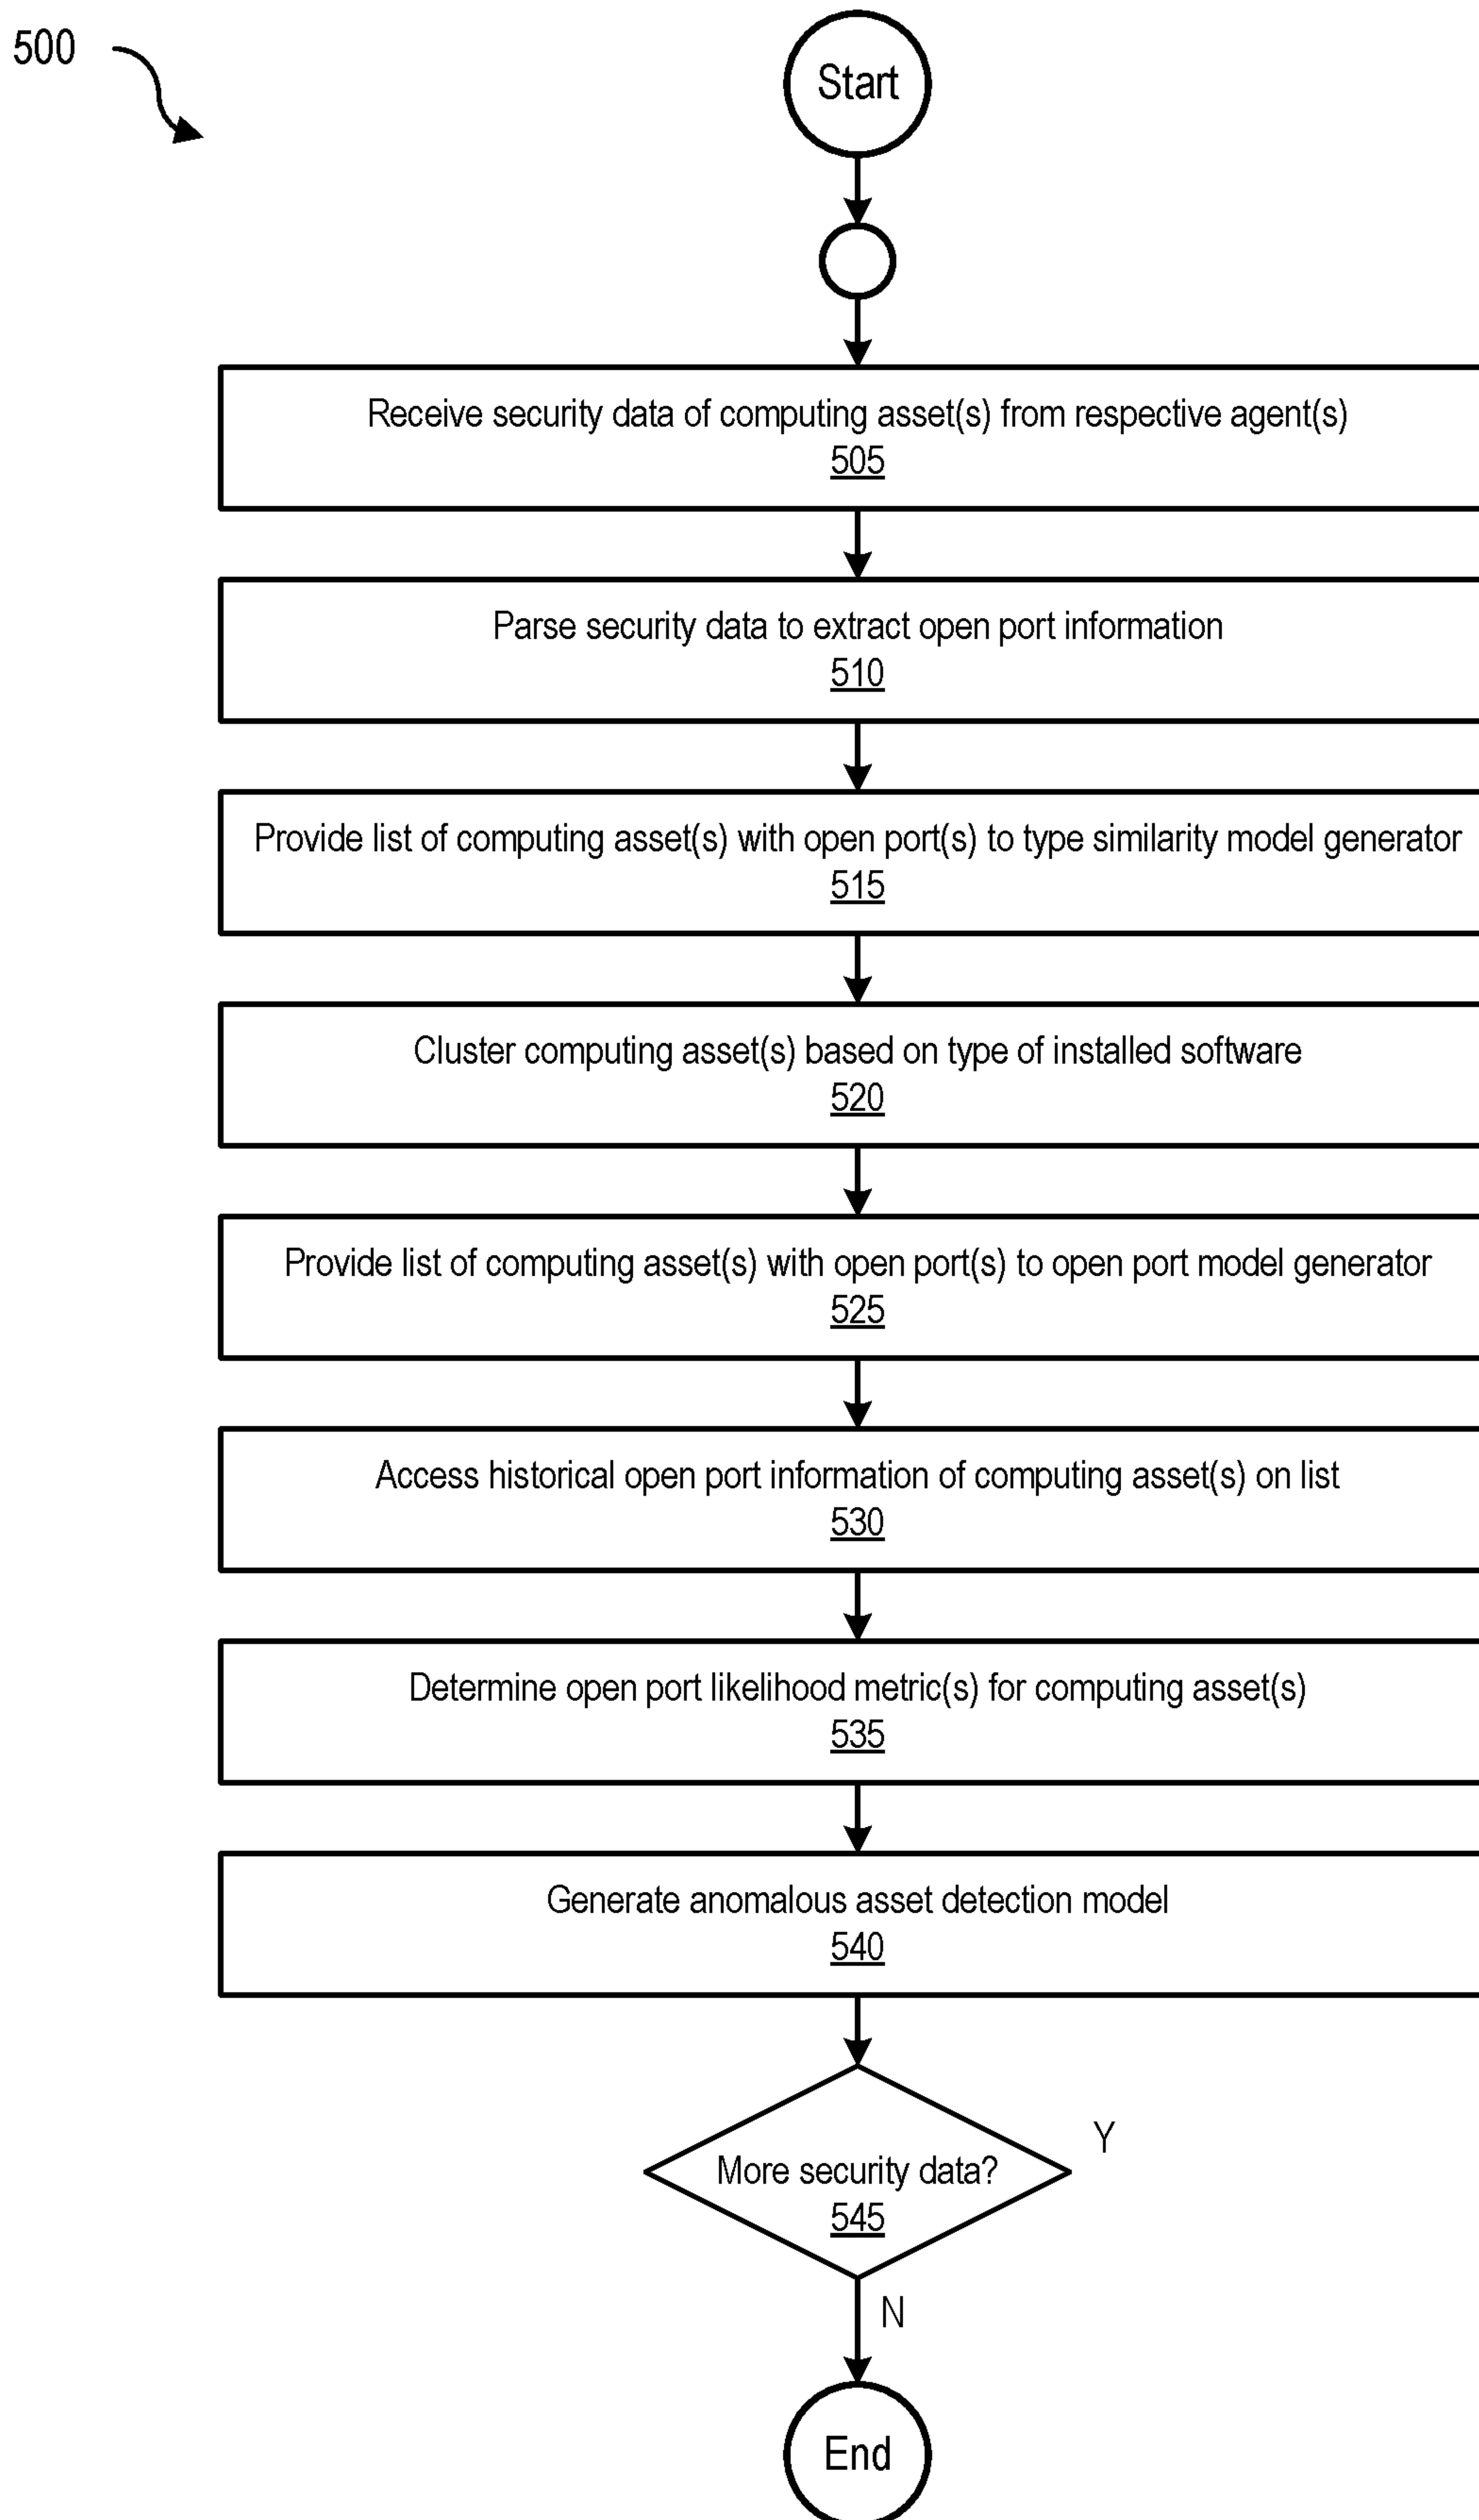 500
Start
Receive security data of computing asset(s) from respective agent(s)
505
Parse security data to extract open port information
510
Provide list of computing asset(s) with open port(s) to type similarity model generator
515
Cluster computing asset(s) based on type of installed software
520
Provide list of computing asset(s) with open port(s) to open port model generator
525
Access historical open port information of computing asset(s) on list
530
Determine open port likelihood metric(s) for computing asset(s)
535
Generate anomalous asset detection model
540
Y
More security data?
545
N
End